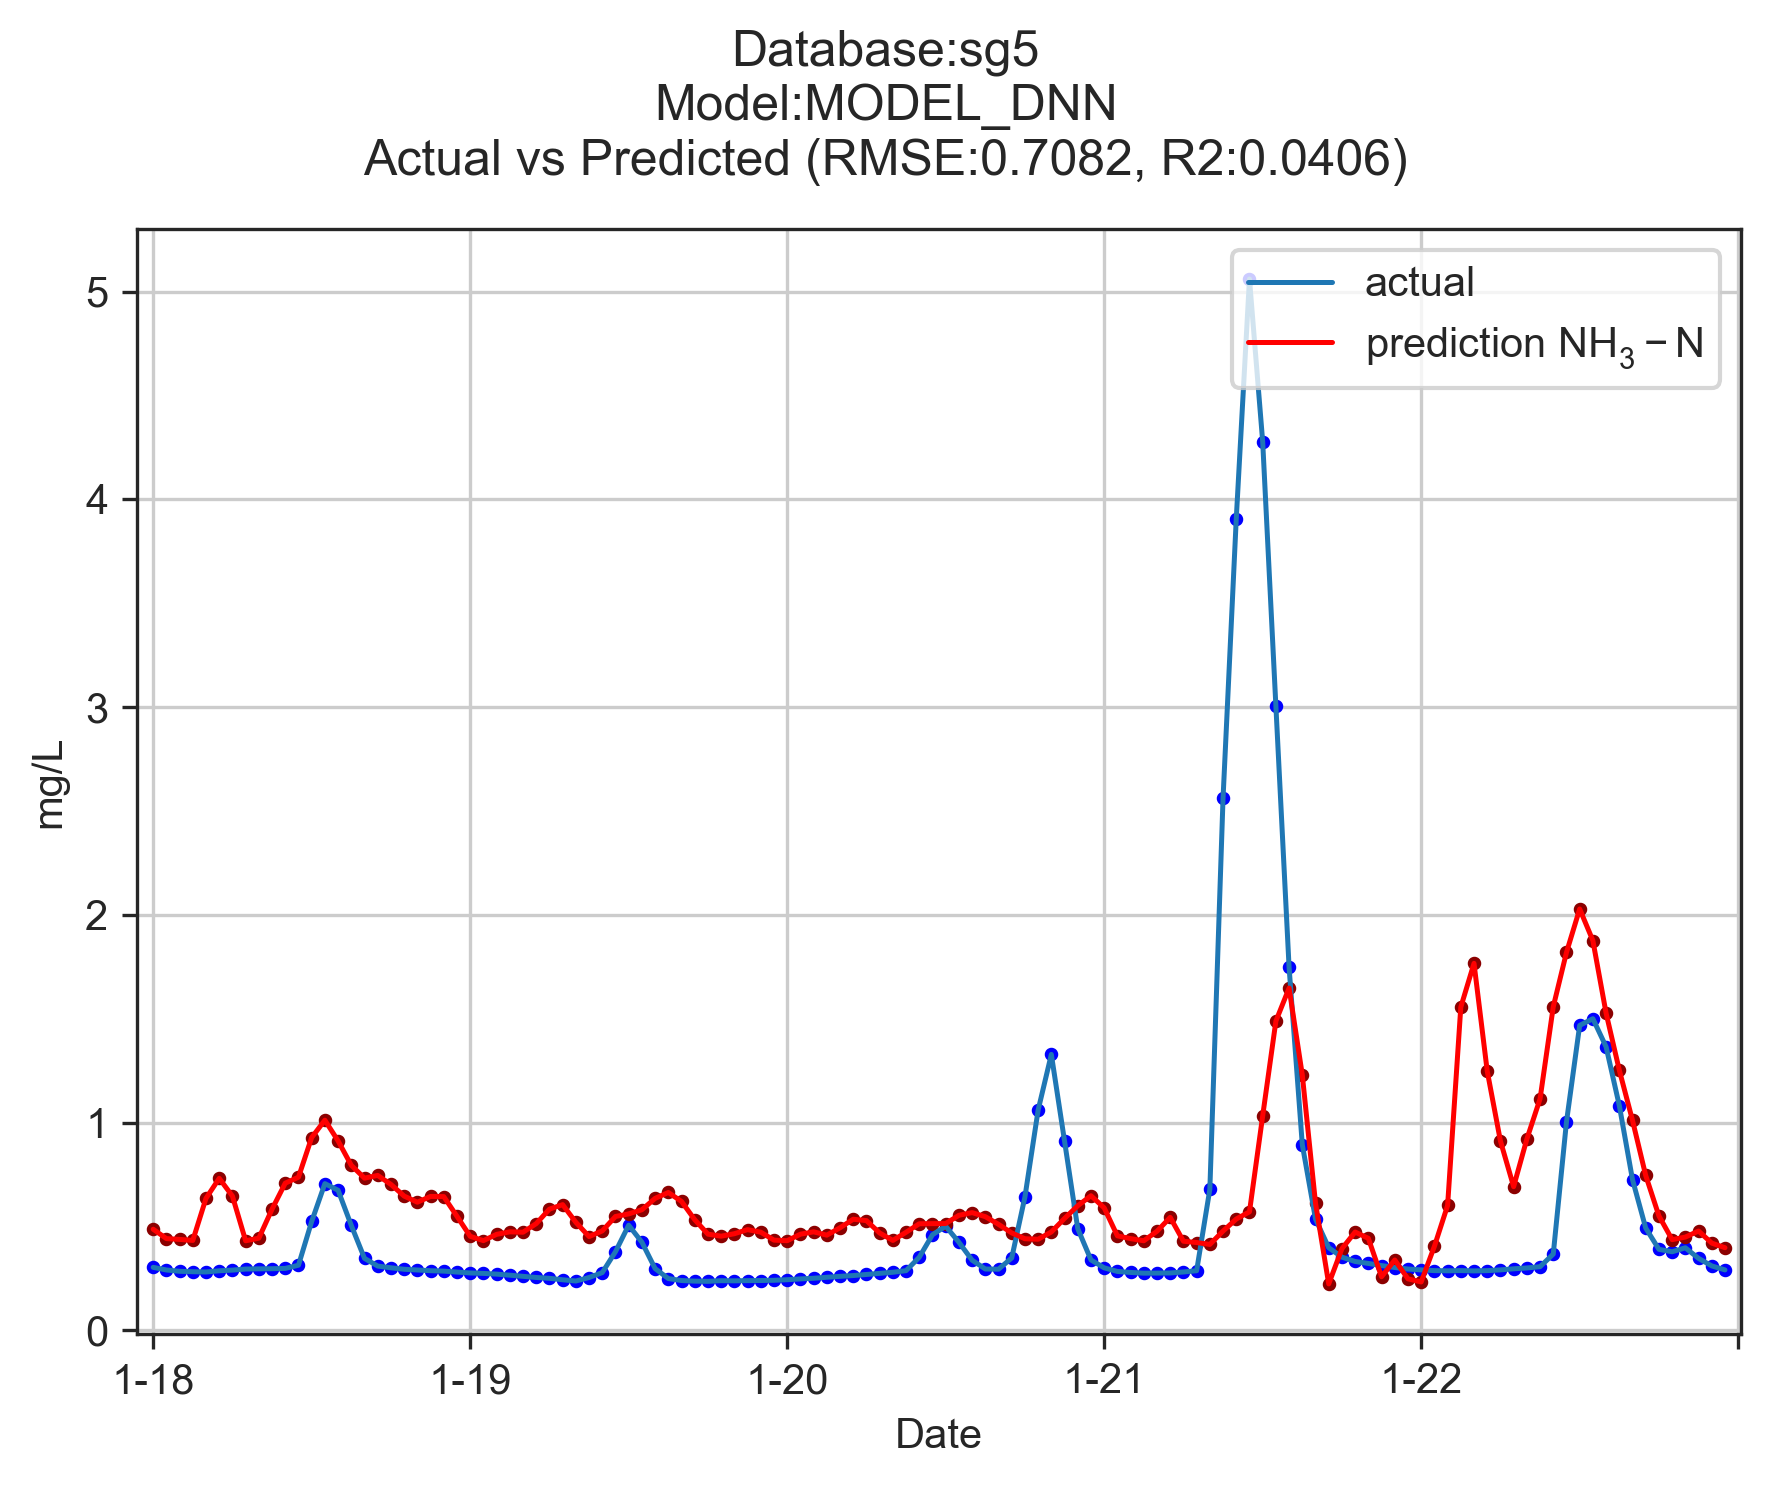 Database:sg5
Model:MODEL_DNN
Actual vs Predicted (RMSE:0.7082, R2:0.0406)
actual
prediction NH₃ − N
5
4
3
2
1
0
mg/L
1-18 1-19 1-20 1-21 1-22
Date